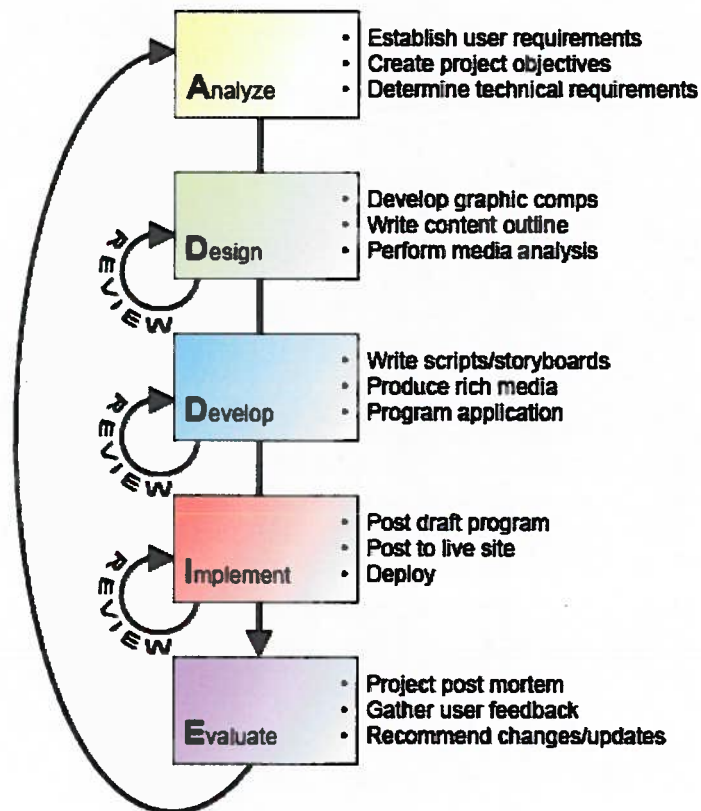 Analyze
• Establish user requirements
• Create project objectives
• Determine technical requirements
Design
• Develop graphic comps
• Write content outline
• Perform media analysis
REVIEW
Develop
• Write scripts/storyboards
• Produce rich media
• Program application
REVIEW
Implement
• Post draft program
• Post to live site
• Deploy
REVIEW
Evaluate
• Project post mortem
• Gather user feedback
• Recommend changes/updates